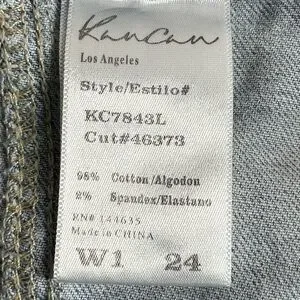 KanCan
Los Angeles
Style/Estilo#
KC7843L
Cut#46373
98% Cotton/Algodon
2% Spandex/Elastano
RN# 144635
Made in CHINA
W1 24